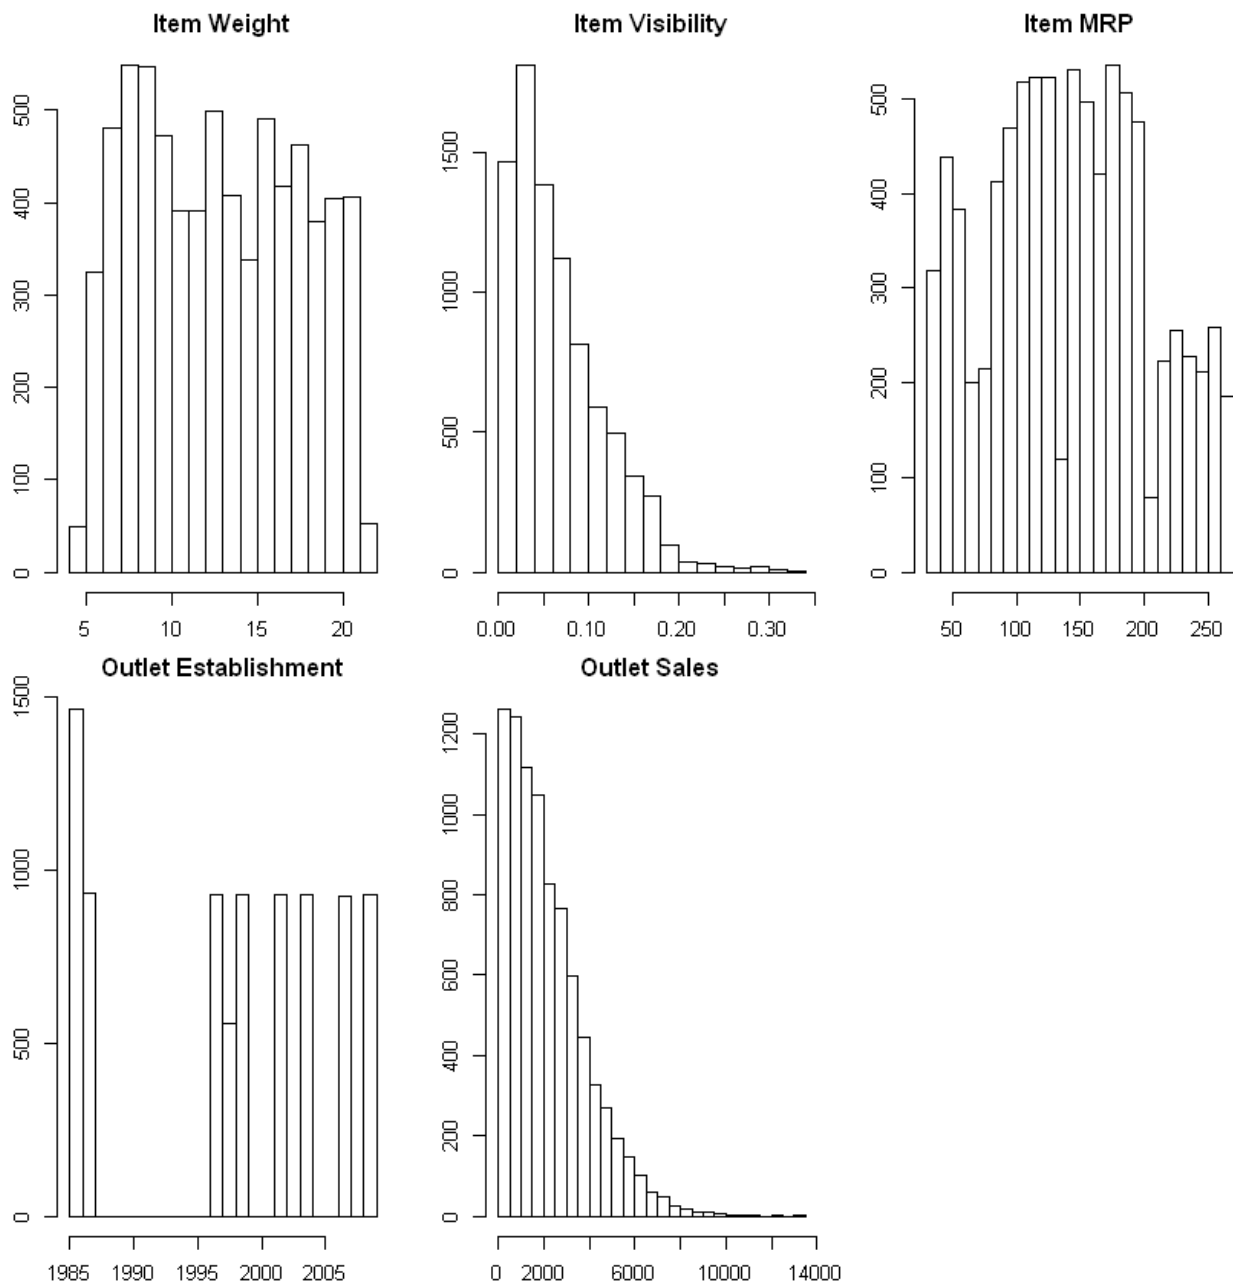 Item Weight
0 100 200 300 400 500
5 10 15 20
Item Visibility
0 500 1000 1500
0.00 0.10 0.20 0.30
Item MRP
0 100 200 300 400 500
50 100 150 200 250
Outlet Establishment
0 500 1000 1500
1985 1990 1995 2000 2005
Outlet Sales
0 200 400 600 800 1000 1200
0 2000 6000 10000 14000